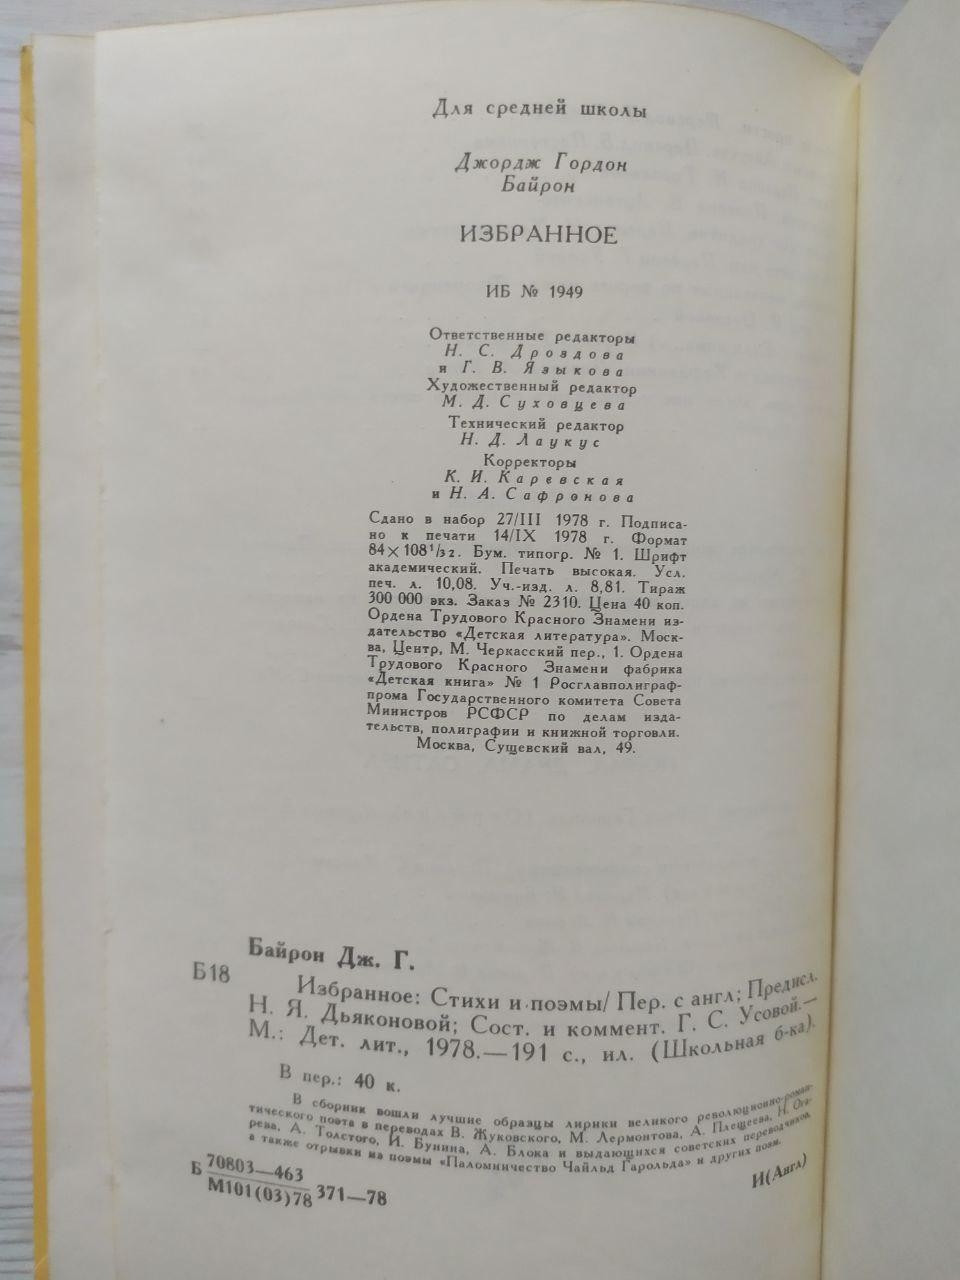 Для средней школы
Джордж Гордон
Байрон
ИЗБРАННОЕ
ИБ № 1949
Ответственные редакторы
Н. С. Дроздова
и Г. В. Языкова
Художественный редактор
М. Д. Суховцева
Технический редактор
Н. Д. Лаукус
Корректоры
К. И. Каревская
и Н. А. Сафронова
Сдано в набор 27/III 1978 г. Подписа-
но к печати 14/IX 1978 г. Формат
84×108¹/₃₂. Бум. типогр. № 1. Шрифт
академический. Печать высокая. Усл.
печ. л. 10,08. Уч.-изд. л. 8,81. Тираж
300 000 экз. Заказ № 2310. Цена 40 коп.
Ордена Трудового Красного Знамени из-
дательство «Детская литература». Моск-
ва, Центр, М. Черкасский пер., 1. Ордена
Трудового Красного Знамени фабрика
«Детская книга» № 1 Росглавполиграф-
прома Государственного комитета Совета
Министров РСФСР по делам изда-
тельств, полиграфии и книжной торговли.
Москва, Сущевский вал, 49.
Байрон Дж. Г.
Б18
Избранное: Стихи и поэмы/ Пер. с англ; Предисл.
Н. Я. Дьяконовой; Сост. и коммент. Г. С. Усовой.—
М.: Дет. лит., 1978.—191 с., ил. (Школьная б-ка).
В пер.: 40 к.
В сборник вошли лучшие образцы лирики великого революционно-роман-
тического поэта в переводах В. Жуковского, М. Лермонтова, А. Плещеева, Н. Ога-
рева, А. Толстого, И. Бунина, А. Блока и выдающихся советских переводчиков,
а также отрывки из поэмы «Паломничество Чайльд Гарольда» и других поэм.
Б 70803—463
М101(03)78 371—78
И(Англ)